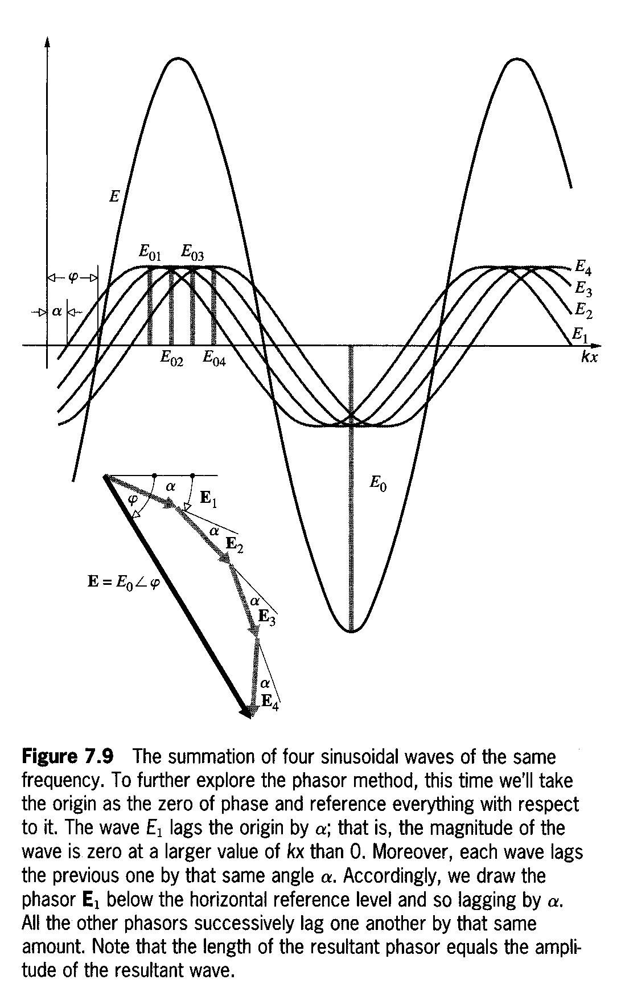 E
E01 E03
φ
α
E02 E04
E4
E3
E2
E1
kx
E0
α
φ
E1
α
E2
E = E0∠φ
α
E3
α
E4
Figure 7.9 The summation of four sinusoidal waves of the same
frequency. To further explore the phasor method, this time we'll take
the origin as the zero of phase and reference everything with respect
to it. The wave E1 lags the origin by α; that is, the magnitude of the
wave is zero at a larger value of kx than 0. Moreover, each wave lags
the previous one by that same angle α. Accordingly, we draw the
phasor E1 below the horizontal reference level and so lagging by α.
All the other phasors successively lag one another by that same
amount. Note that the length of the resultant phasor equals the ampli-
tude of the resultant wave.